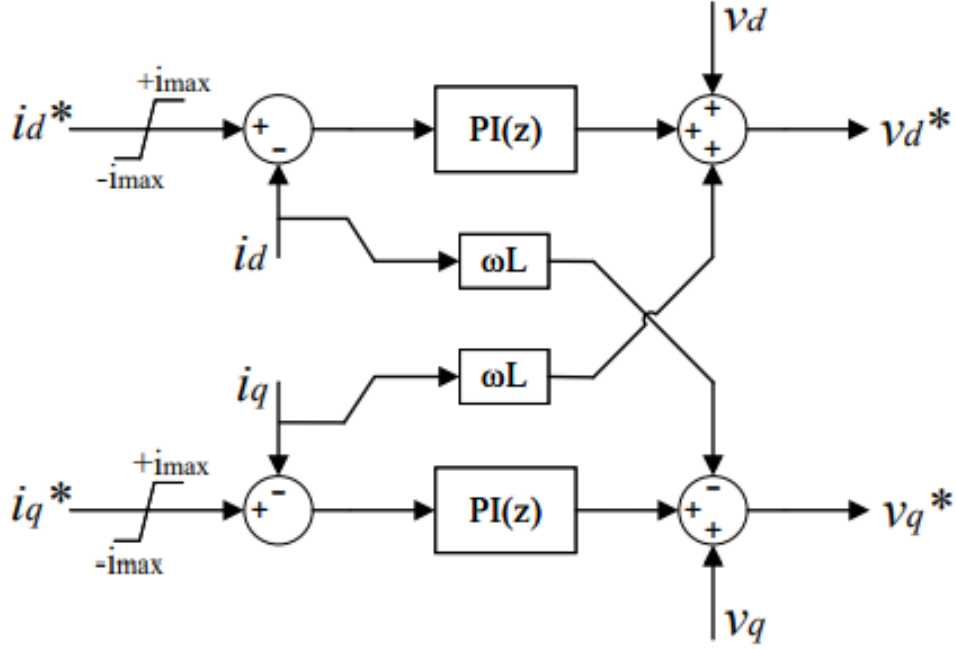 vd
+imax
id*
-imax
+
-
PI(z)
+
+
+
vd*
id
ωL
iq
ωL
+imax
iq*
-imax
-
+
PI(z)
-
+
+
vq*
vq